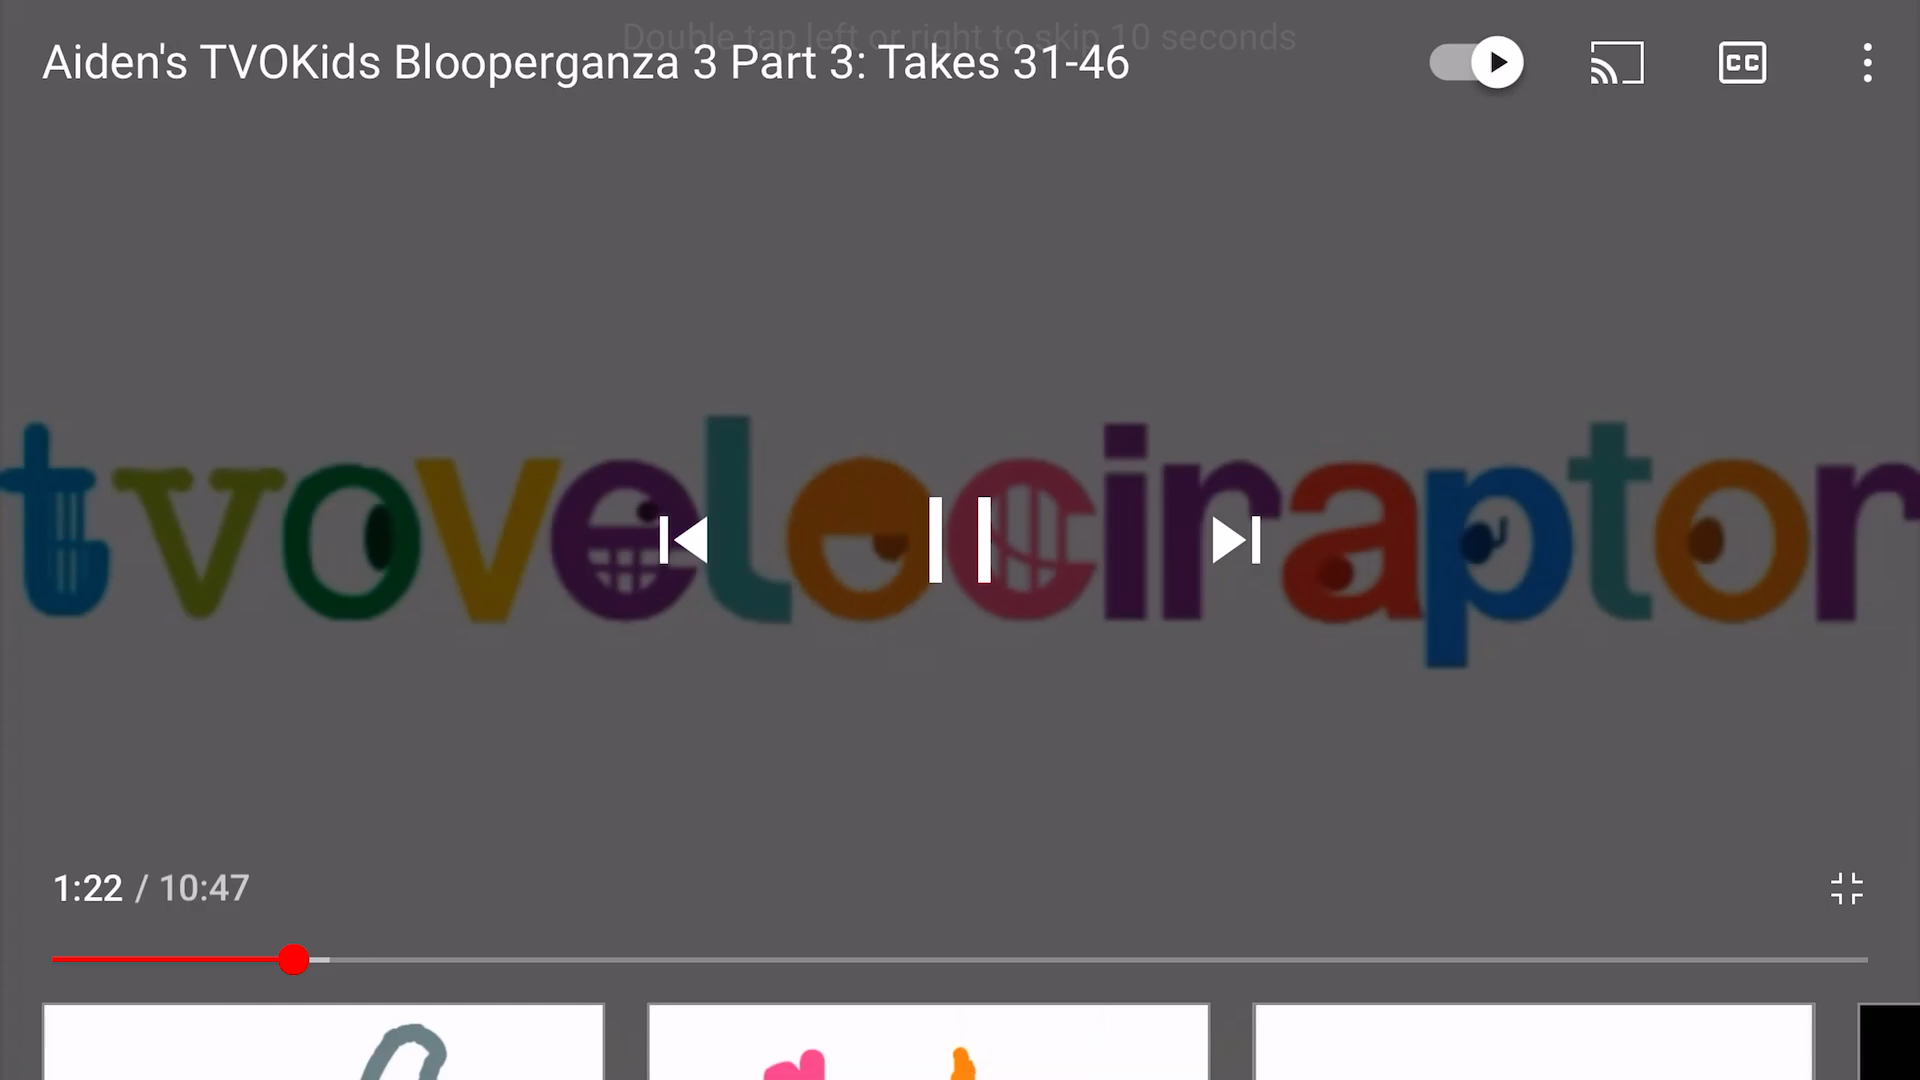 Double tap left or right to skip 10 seconds
Aiden's TVOKids Blooperganza 3 Part 3: Takes 31-46
CC
tvovelociraptor
1:22 / 10:47